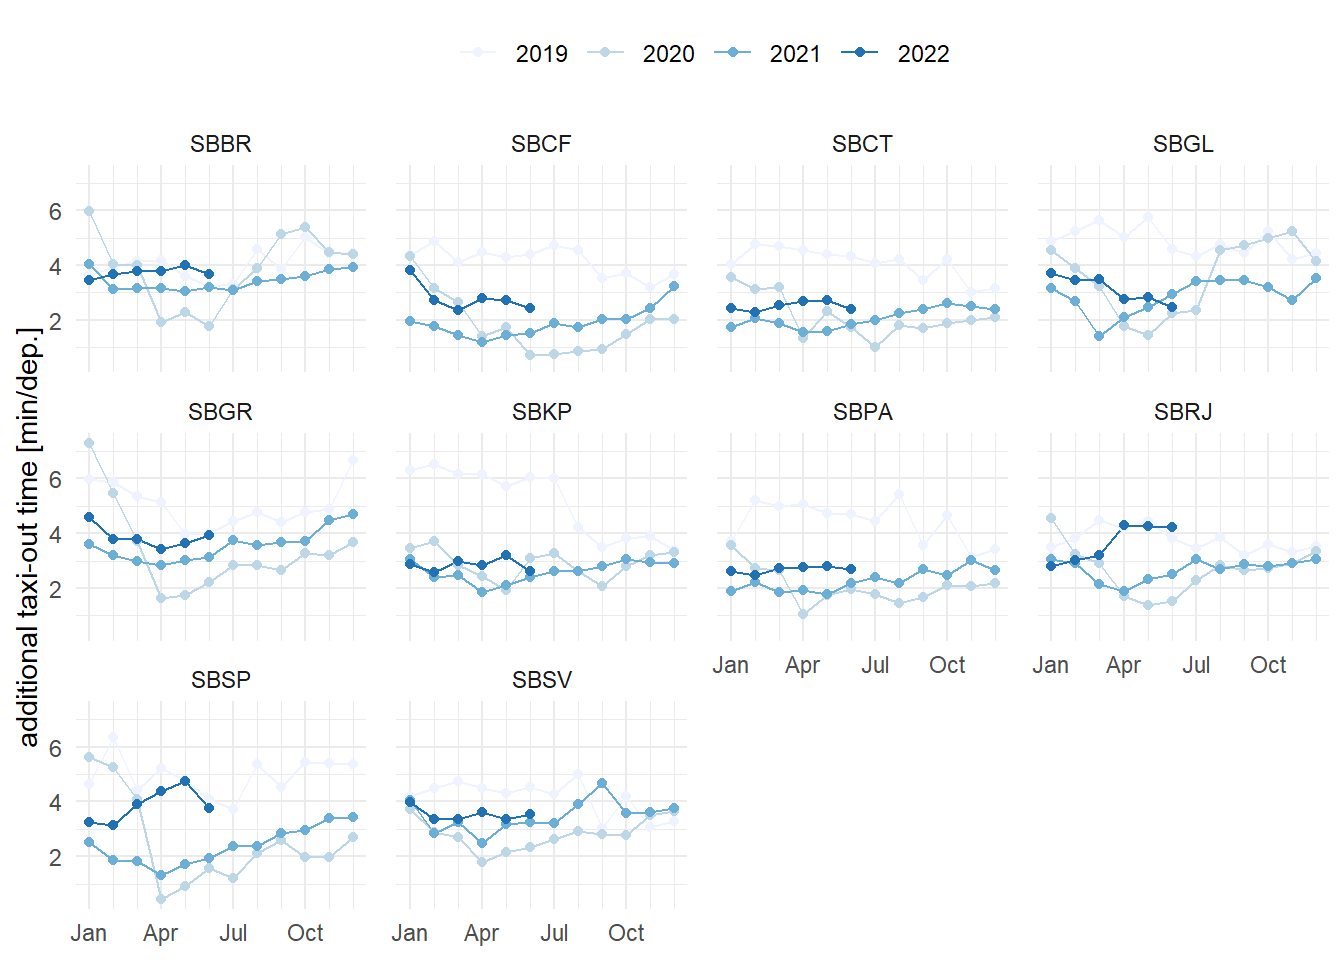 2019 2020 2021 2022
SBBR SBCF SBCT SBGL
6
4
2
SBGR SBKP SBPA SBRJ
6
4
2
Jan Apr Jul Oct Jan Apr Jul Oct
SBSP SBSV
6
4
2
Jan Apr Jul Oct Jan Apr Jul Oct
additional taxi-out time [min/dep.]